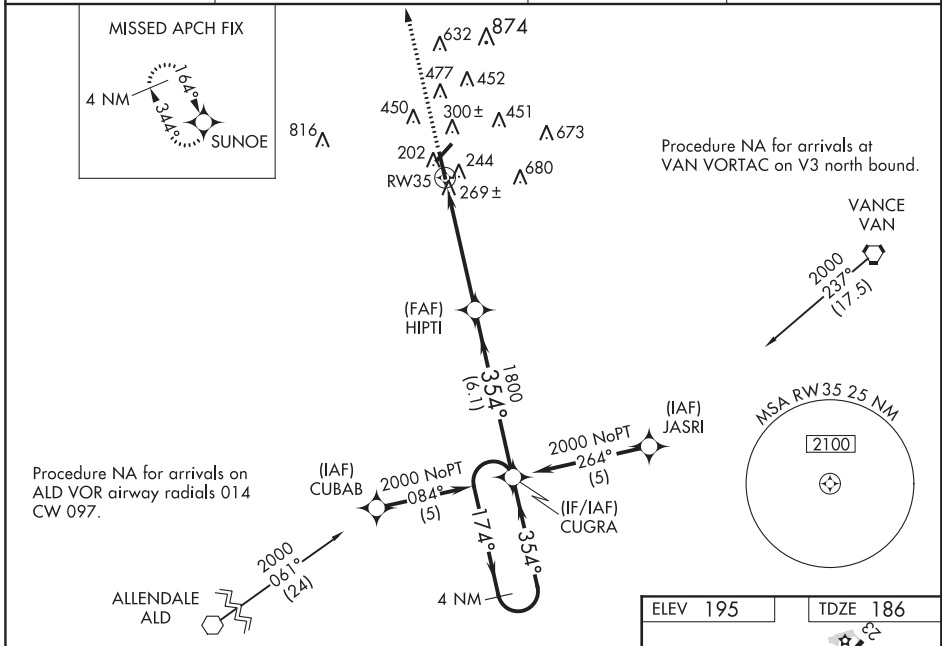 MISSED APCH FIX
4 NM
164°
344°
SUNOE
632
874
477
452
450
300±
451
816
673
202
244
680
RW35
269±
Procedure NA for arrivals at
VAN VORTAC on V3 north bound.
VANCE
VAN
2000
237°
(17.5)
(FAF)
HIPTI
1800
354°
(6.1)
MSA RW35 25 NM
2100
(IAF)
JASRI
2000 NoPT
264°
(5)
Procedure NA for arrivals on
ALD VOR airway radials 014
CW 097.
(IAF)
CUBAB
2000 NoPT
084°
(5)
(IF/IAF)
CUGRA
174°
354°
4 NM
2000
061°
(24)
ALLENDALE
ALD
ELEV 195
TDZE 186
23